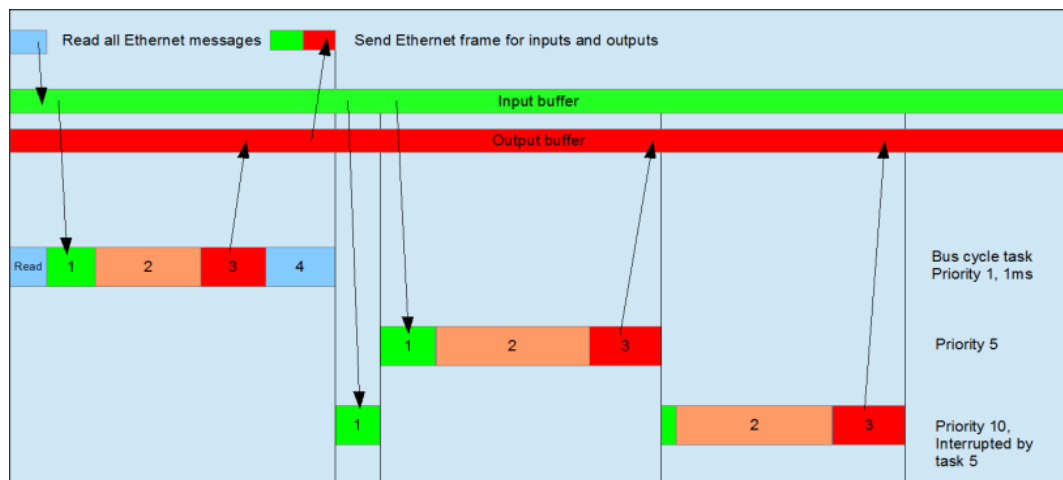 Read all Ethernet messages
Send Ethernet frame for inputs and outputs
Input buffer
Output buffer
Read
1
2
3
4
Bus cycle task
Priority 1, 1ms
1
2
3
Priority 5
1
2
3
Priority 10,
Interrupted by
task 5